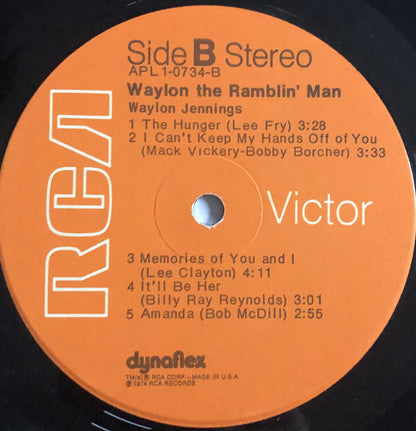 Side B Stereo
APL1-0734-B
Waylon the Ramblin' Man
Waylon Jennings
1 The Hunger (Lee Fry) 3:28
2 I Can't Keep My Hands Off of You
(Mack Vickery-Bobby Borcher) 3:33
RCA
Victor
3 Memories of You and I
(Lee Clayton) 4:11
4 It'll Be Her
(Billy Ray Reynolds) 3:01
5 Amanda (Bob McDill) 2:55
dynaflex
TM(s) ® RCA CORP.-MADE IN U.S.A.
℗ 1974 RCA RECORDS